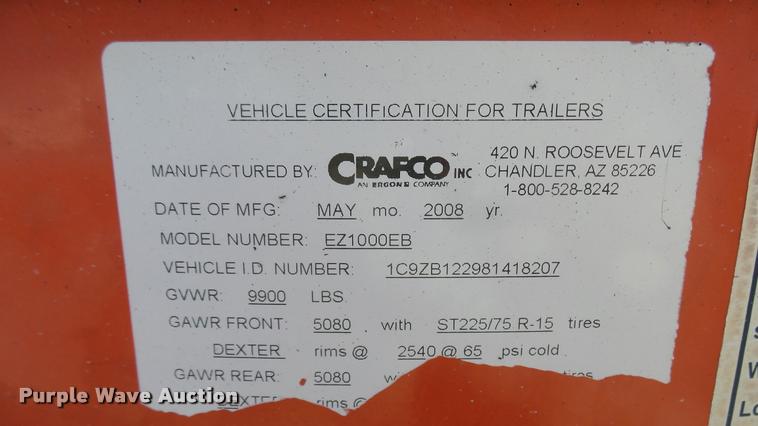 VEHICLE CERTIFICATION FOR TRAILERS
MANUFACTURED BY: CRAFCO INC 420 N. ROOSEVELT AVE
AN ERGON COMPANY CHANDLER, AZ 85226
1-800-528-8242
DATE OF MFG: MAY mo. 2008 yr.
MODEL NUMBER: EZ1000EB
VEHICLE I.D. NUMBER: 1C9ZB122981418207
GVWR: 9900 LBS.
GAWR FRONT: 5080 with ST225/75 R-15 tires
DEXTER rims @ 2540 @ 65 psi cold
GAWR REAR: 5080
rims @
Purple Wave Auction
Lo